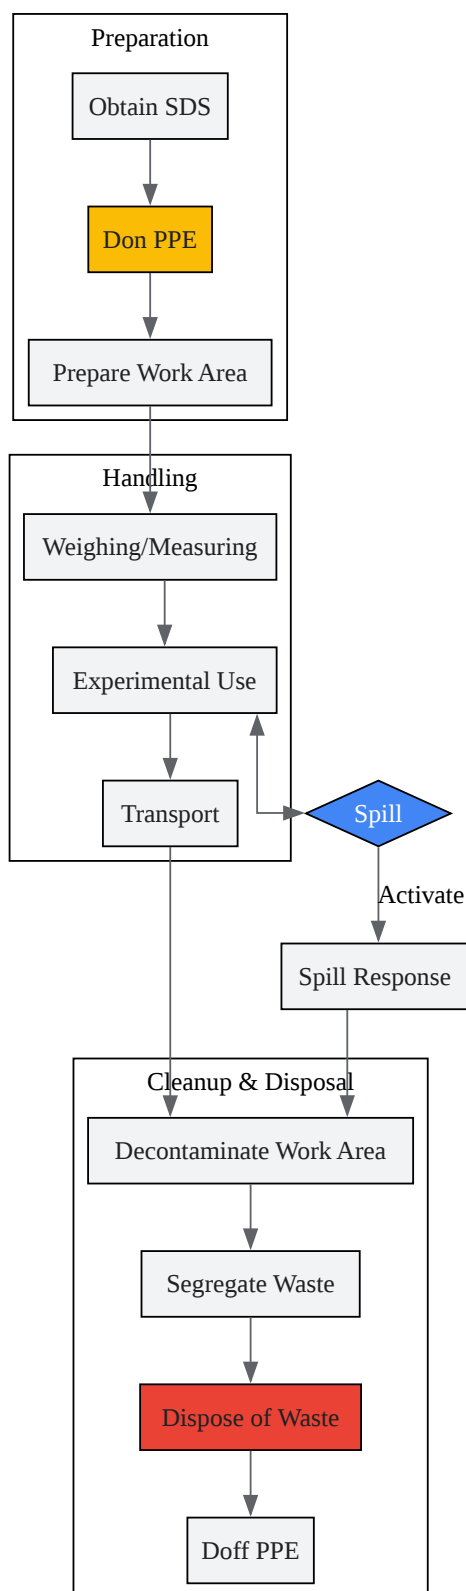 Preparation
Obtain SDS
Don PPE
Prepare Work Area
Handling
Weighing/Measuring
Experimental Use
Transport
Spill
Activate
Spill Response
Cleanup & Disposal
Decontaminate Work Area
Segregate Waste
Dispose of Waste
Doff PPE